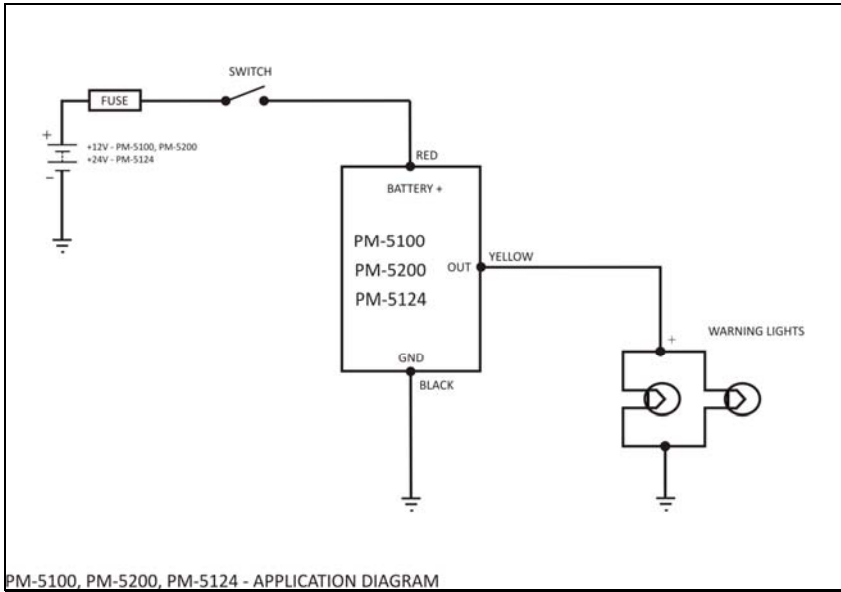 SWITCH
FUSE
+
+12V - PM-5100, PM-5200
+24V - PM-5124
–
RED
BATTERY +
PM-5100
PM-5200
PM-5124
OUT
YELLOW
GND
BLACK
WARNING LIGHTS
+
PM-5100, PM-5200, PM-5124 - APPLICATION DIAGRAM